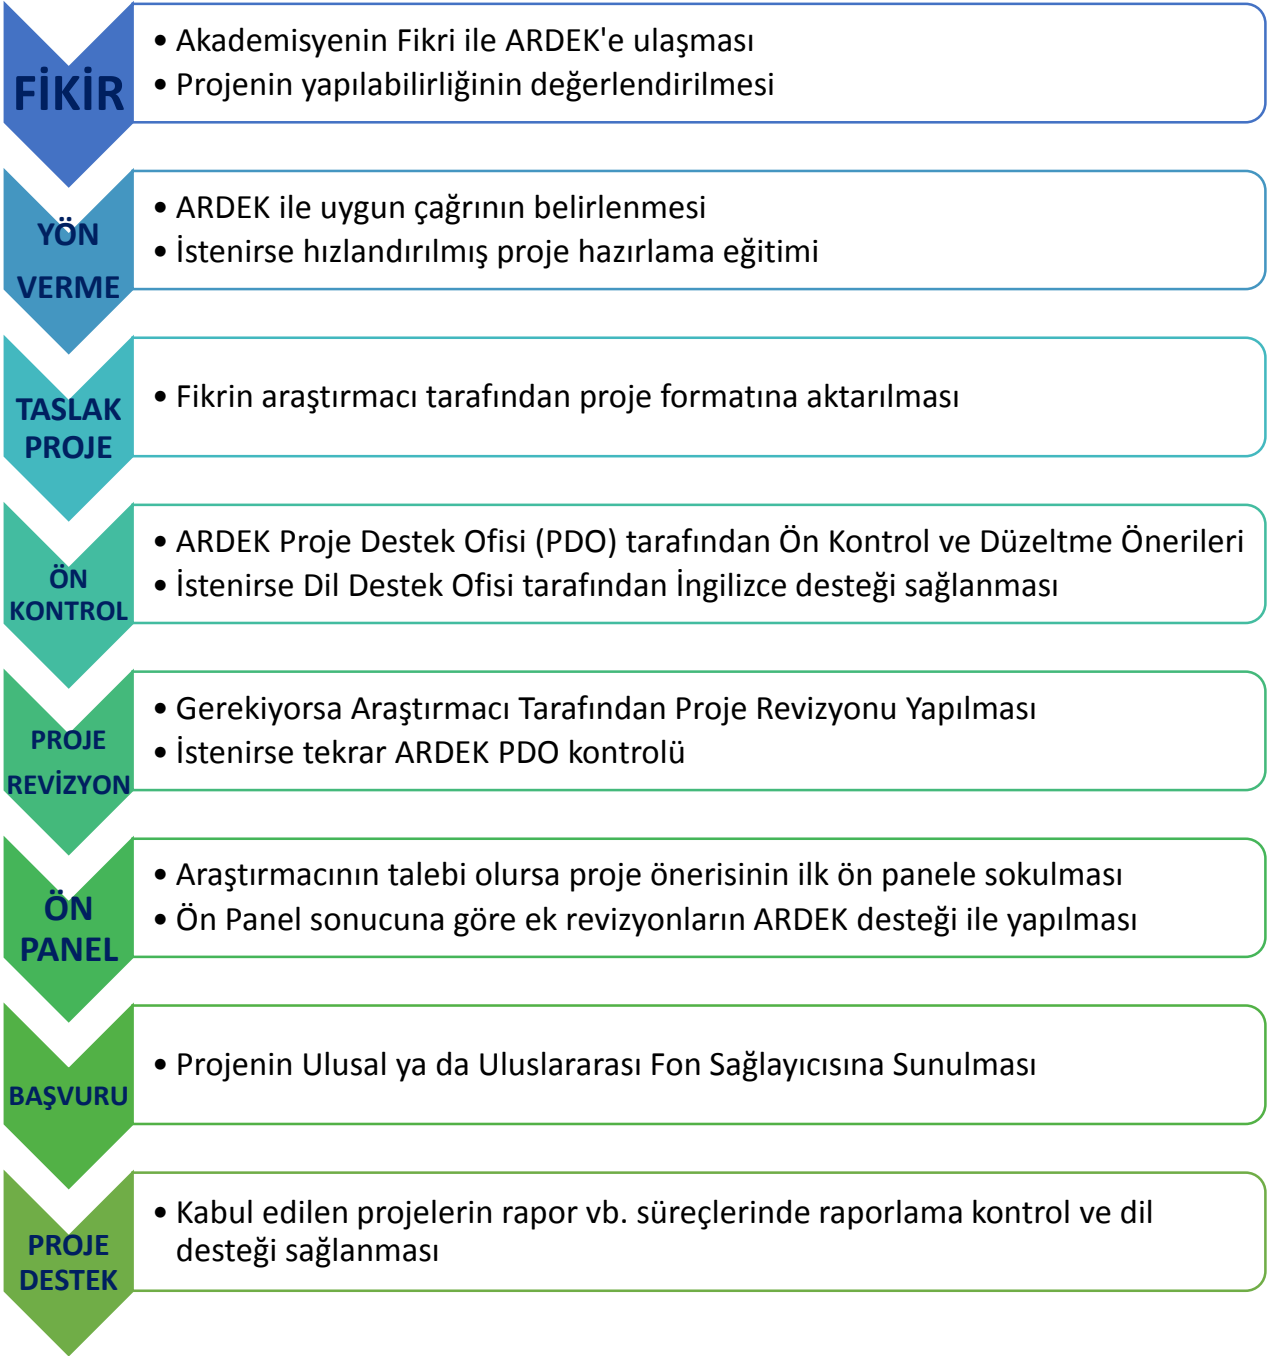 FİKİR
• Akademisyenin Fikri ile ARDEK'e ulaşması
• Projenin yapılabilirliğinin değerlendirilmesi
YÖN
VERME
• ARDEK ile uygun çağrının belirlenmesi
• İstenirse hızlandırılmış proje hazırlama eğitimi
TASLAK
PROJE
• Fikrin araştırmacı tarafından proje formatına aktarılması
ÖN
KONTROL
• ARDEK Proje Destek Ofisi (PDO) tarafından Ön Kontrol ve Düzeltme Önerileri
• İstenirse Dil Destek Ofisi tarafından İngilizce desteği sağlanması
PROJE
REVİZYON
• Gerekiyorsa Araştırmacı Tarafından Proje Revizyonu Yapılması
• İstenirse tekrar ARDEK PDO kontrolü
ÖN
PANEL
• Araştırmacının talebi olursa proje önerisinin ilk ön panele sokulması
• Ön Panel sonucuna göre ek revizyonların ARDEK desteği ile yapılması
BAŞVURU
• Projenin Ulusal ya da Uluslararası Fon Sağlayıcısına Sunulması
PROJE
DESTEK
• Kabul edilen projelerin rapor vb. süreçlerinde raporlama kontrol ve dil
desteği sağlanması